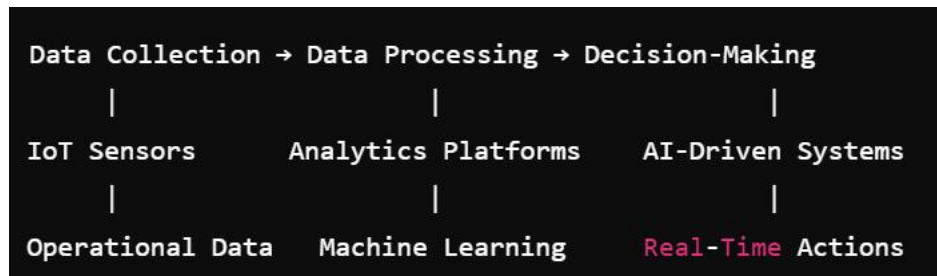 Data Collection → Data Processing → Decision-Making
| | |
IoT Sensors Analytics Platforms AI-Driven Systems
| | |
Operational Data Machine Learning Real-Time Actions